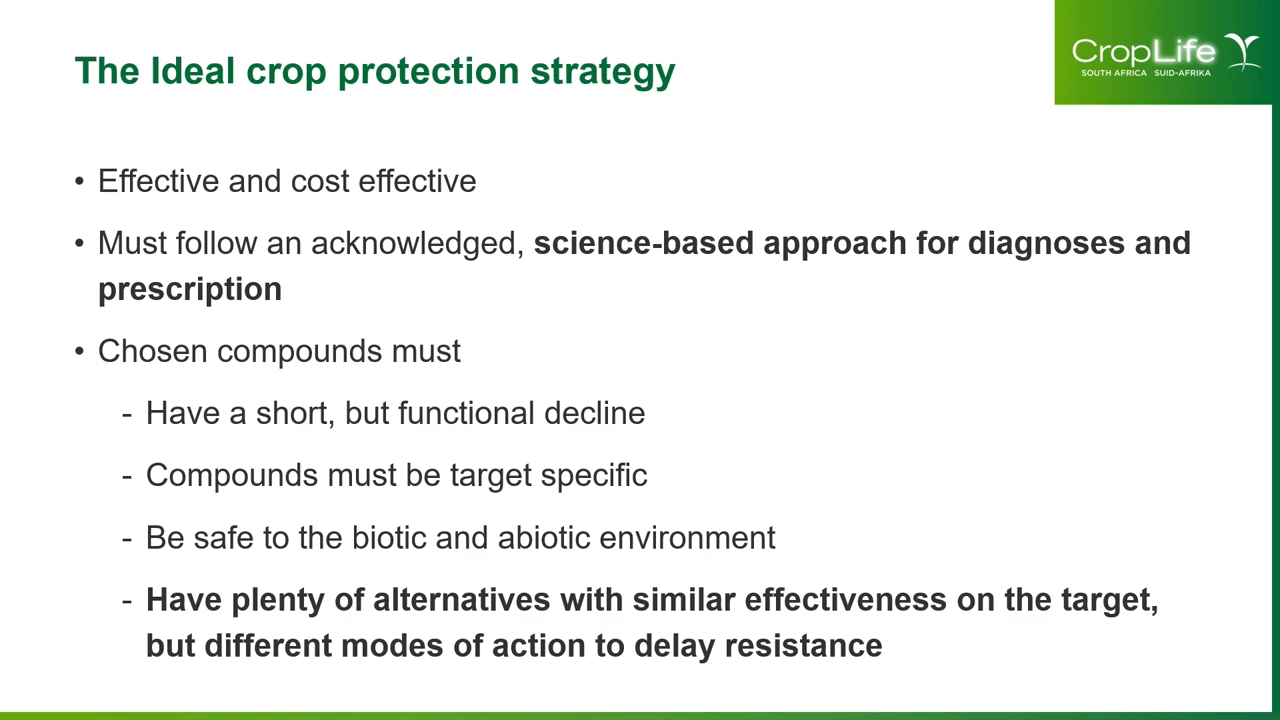 The Ideal crop protection strategy
CropLife
SOUTH AFRICA SUID-AFRIKA
• Effective and cost effective
• Must follow an acknowledged, science-based approach for diagnoses and
prescription
• Chosen compounds must
- Have a short, but functional decline
- Compounds must be target specific
- Be safe to the biotic and abiotic environment
- Have plenty of alternatives with similar effectiveness on the target,
but different modes of action to delay resistance